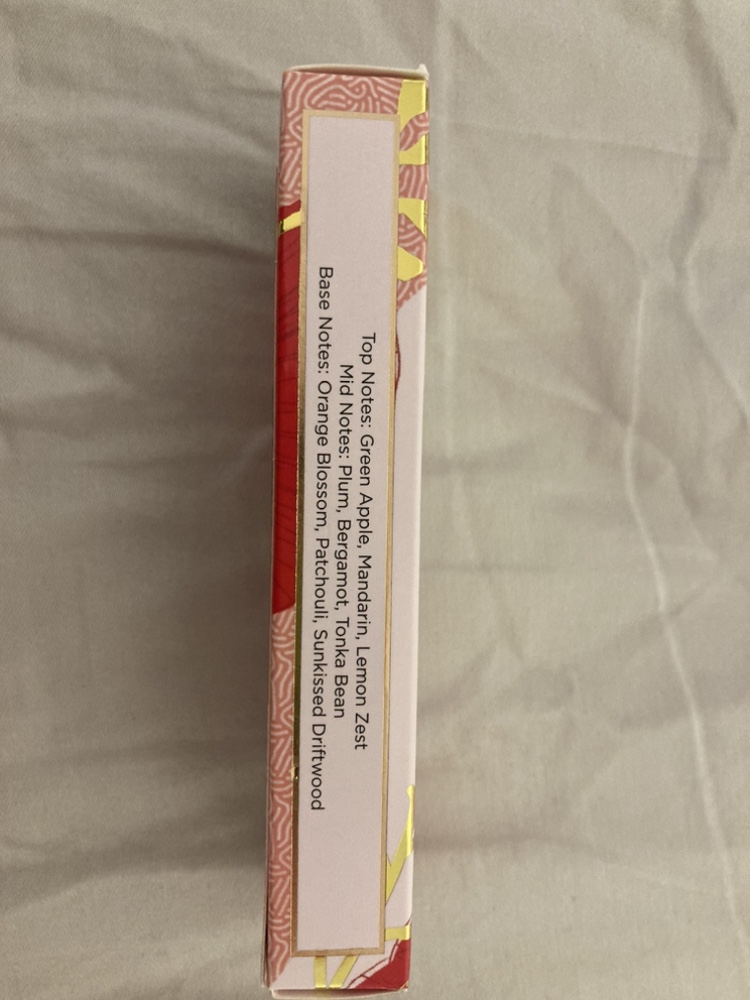 Top Notes: Green Apple, Mandarin, Lemon Zest
Mid Notes: Plum, Bergamot, Tonka Bean
Base Notes: Orange Blossom, Patchouli, Sunkissed Driftwood